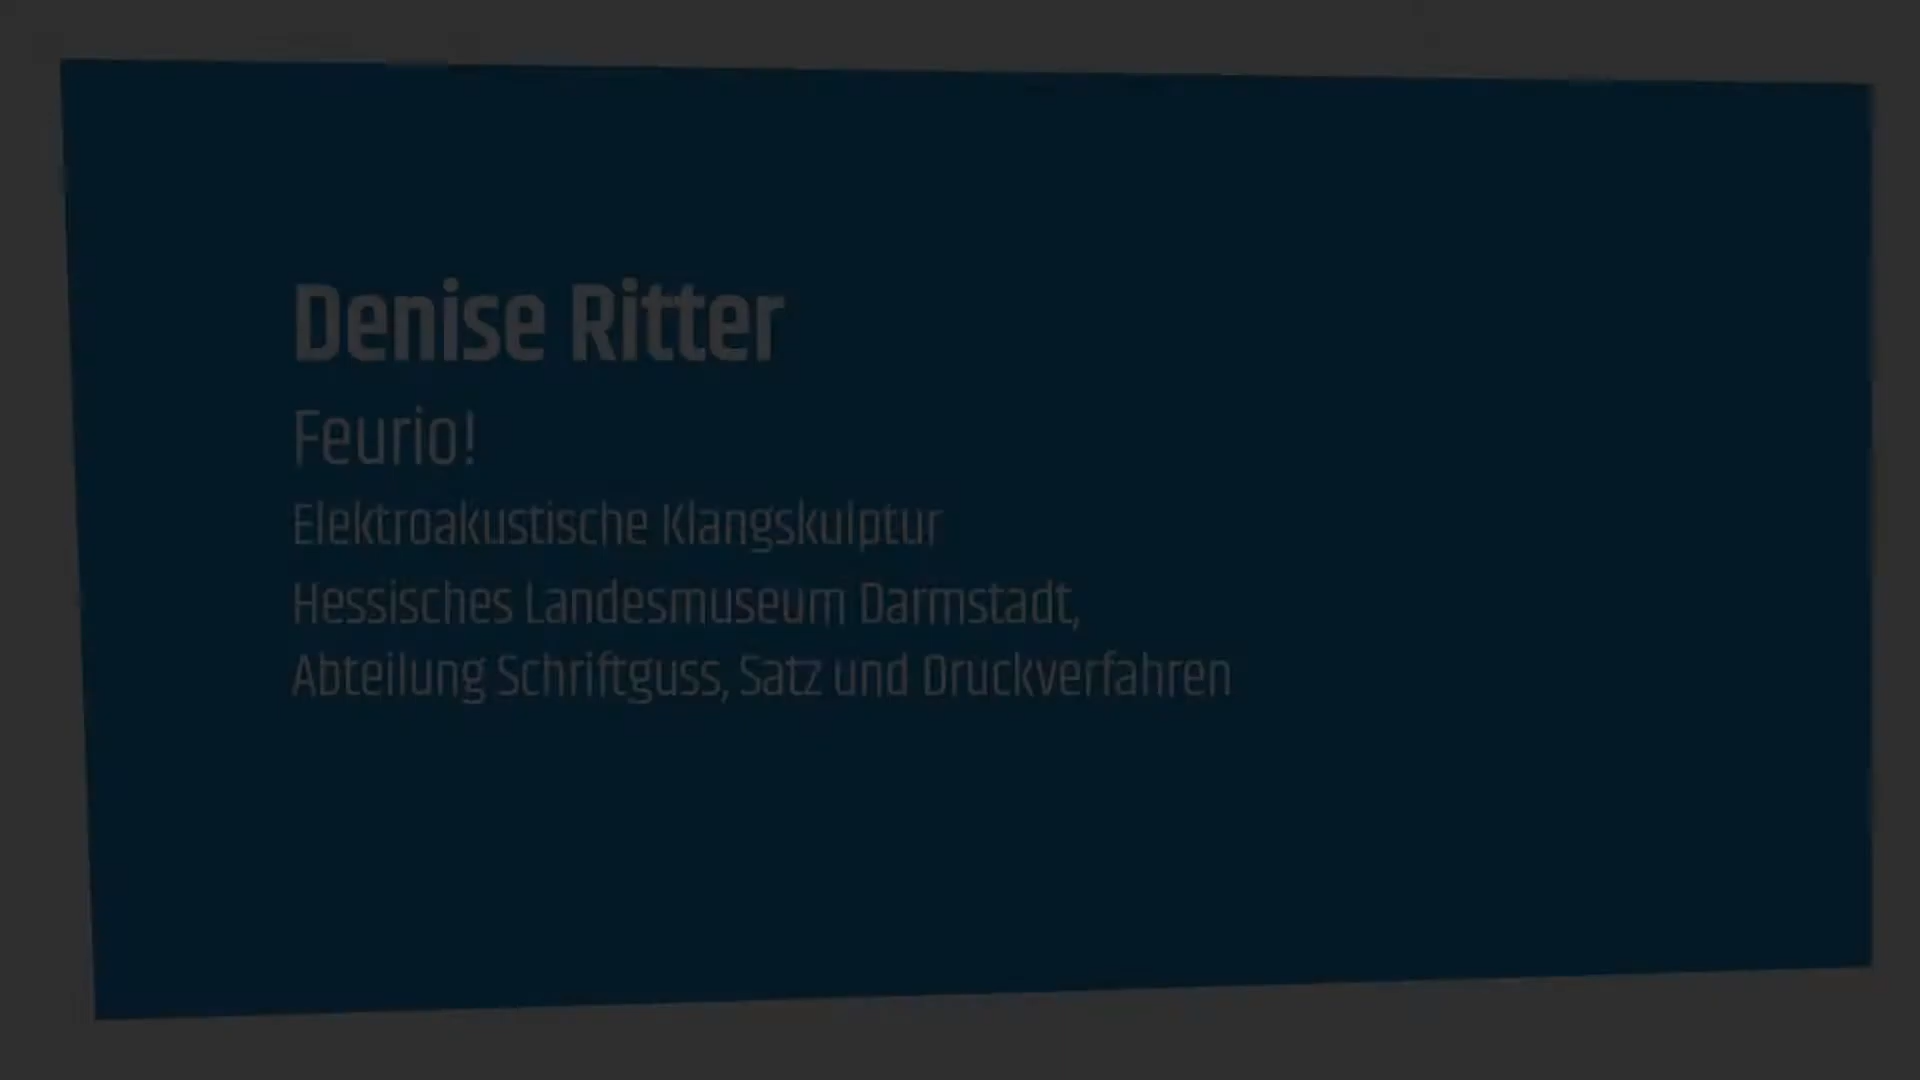 Denise Ritter
Feurio!
Elektroakustische Klangskulptur
Hessisches Landesmuseum Darmstadt,
Abteilung Schriftguss, Satz und Druckverfahren